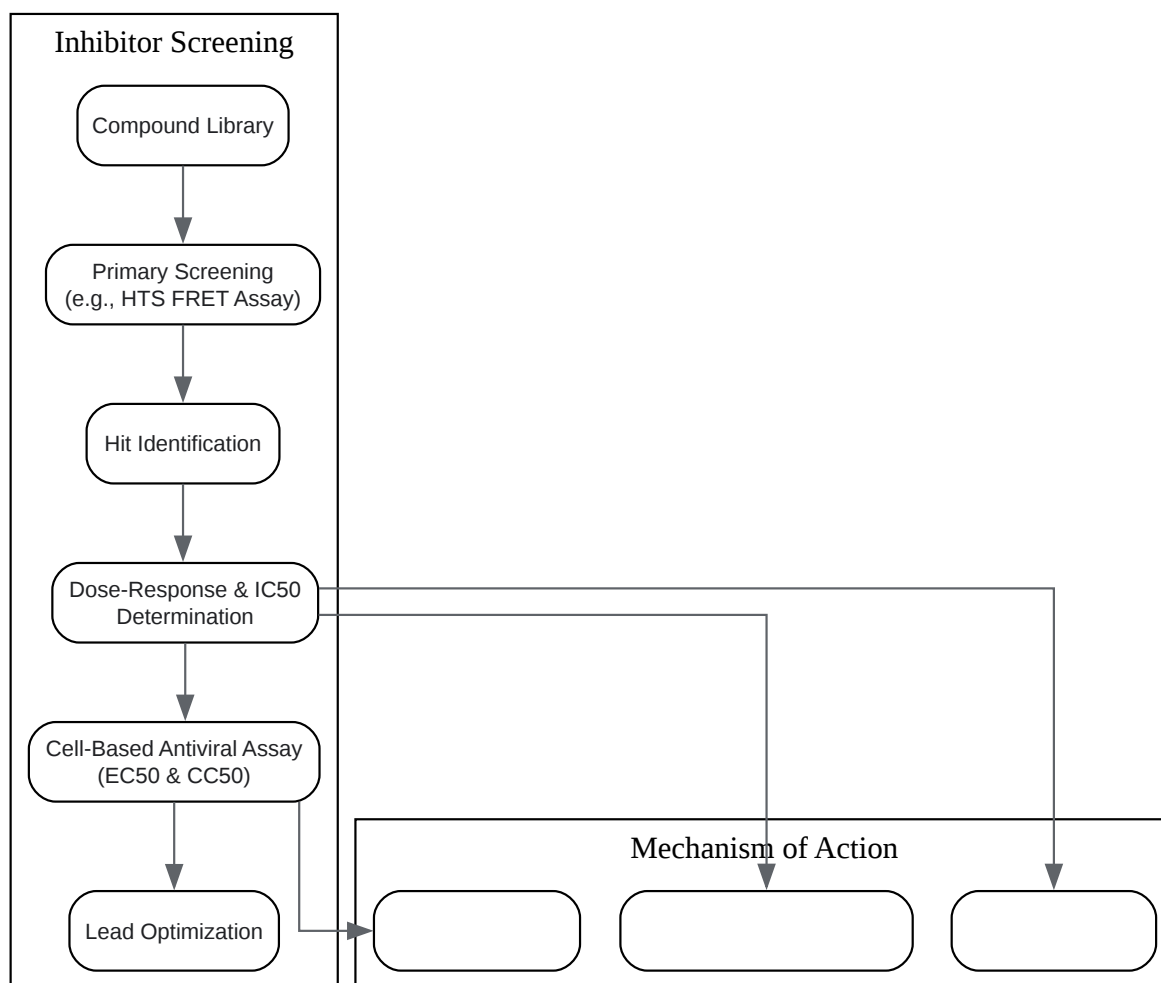 Inhibitor Screening
Compound Library
Primary Screening
(e.g., HTS FRET Assay)
Hit Identification
Dose-Response & IC50
Determination
Cell-Based Antiviral Assay
(EC50 & CC50)
Mechanism of Action
Lead Optimization